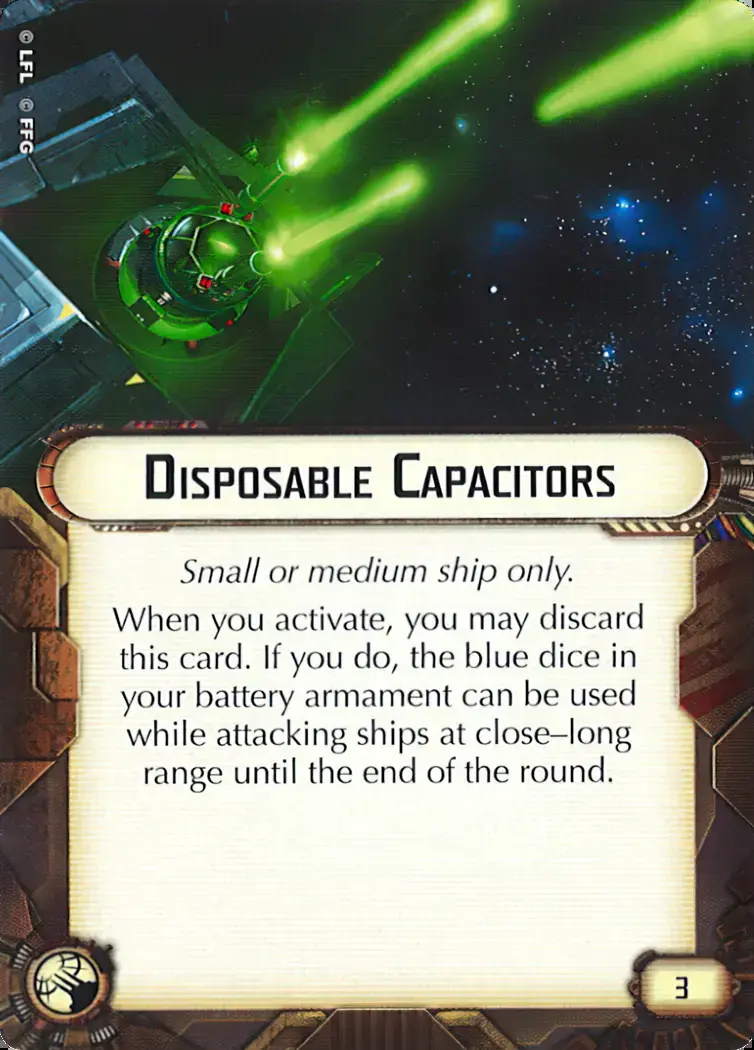 © LFL © FFG
DISPOSABLE CAPACITORS
Small or medium ship only.
When you activate, you may discard
this card. If you do, the blue dice in
your battery armament can be used
while attacking ships at close–long
range until the end of the round.
3